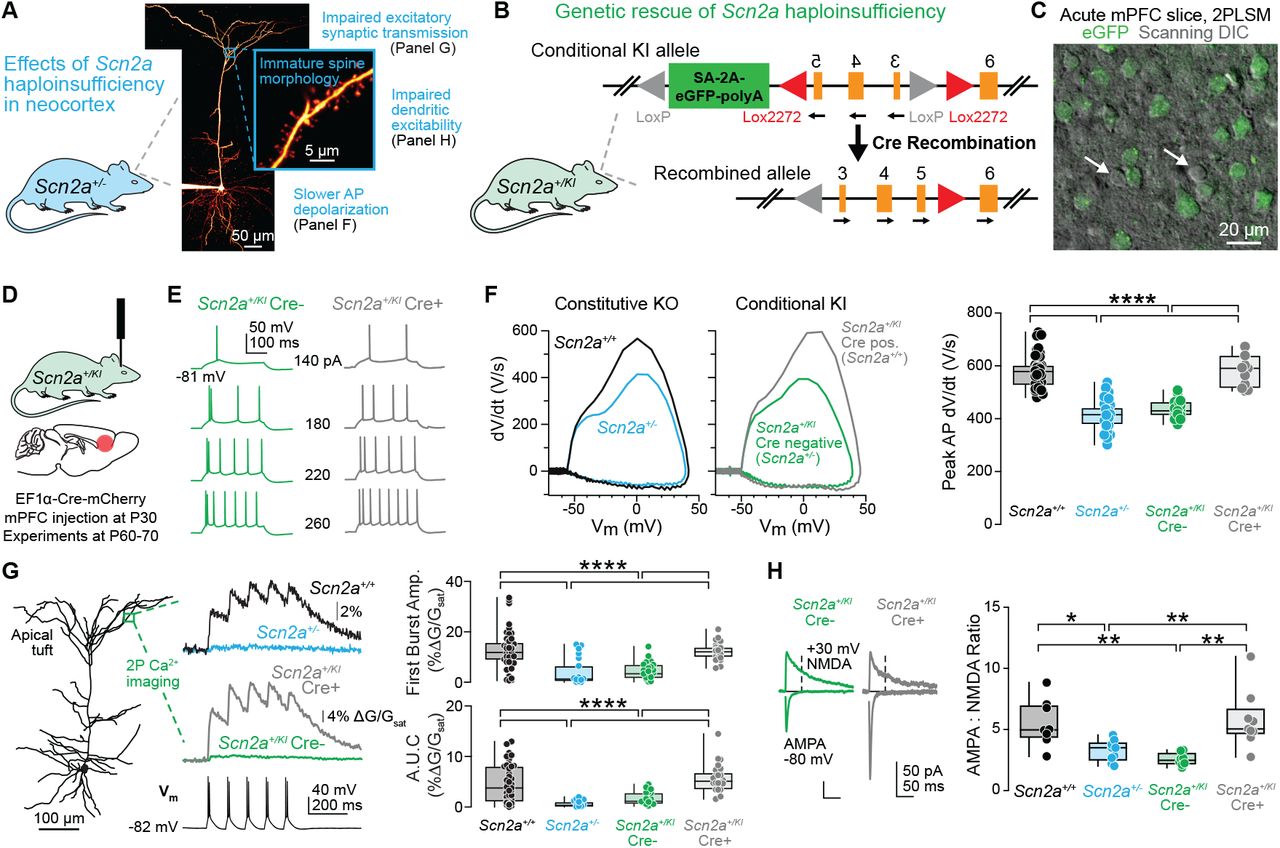 A
Effects of Scn2a
haploinsufficiency
in neocortex
Scn2a+/-
Impaired excitatory
synaptic transmission
(Panel G)
Immature spine
morphology
5 µm
Impaired
dendritic
excitability
(Panel H)
Slower AP
depolarization
(Panel F)
50 µm
B
Genetic rescue of Scn2a haploinsufficiency
Conditional KI allele
SA-2A-
eGFP-polyA
5 4 3 6
LoxP Lox2272 LoxP Lox2272
Cre Recombination
Recombined allele
3 4 5 6
Scn2a+/KI
C
Acute mPFC slice, 2PLSM
eGFP Scanning DIC
20 µm
D
Scn2a+/KI
EF1α-Cre-mCherry
mPFC injection at P30
Experiments at P60-70
E
Scn2a+/KI Cre- Scn2a+/KI Cre+
50 mV
100 ms
140 pA
-81 mV
180
220
260
F
Constitutive KO Conditional KI
dV/dt (V/s)
600
400
200
0
Scn2a+/+
Scn2a+/-
-50 0 50
Vm (mV)
Scn2a+/KI
Cre pos.
(Scn2a+/+)
Scn2a+/KI
Cre negative
(Scn2a+/-)
-50 0 50
Vm (mV)
Peak AP dV/dt (V/s)
800
600
400
200
0
****
Scn2a+/+ Scn2a+/- Scn2a+/KI Scn2a+/KI
Cre- Cre+
G
Apical
tuft
2P Ca2+
imaging
100 µm
Scn2a+/+
2%
Scn2a+/-
Scn2a+/KI
Cre+
4% ΔG/Gsat
Scn2a+/KI Cre-
Vm
40 mV
200 ms
-82 mV
First Burst Amp.
(%ΔG/Gsat)
40
20
0
****
A.U.C
(%ΔG/Gsat)
20
10
0
****
Scn2a+/+ Scn2a+/- Scn2a+/KI Scn2a+/KI
Cre- Cre+
H
Scn2a+/KI Scn2a+/KI
Cre- Cre+
+30 mV
NMDA
AMPA
-80 mV
50 pA
50 ms
AMPA : NMDA Ratio
15
10
5
0
* **
** **
Scn2a+/+ Scn2a+/- Scn2a+/KI Scn2a+/KI
Cre- Cre+